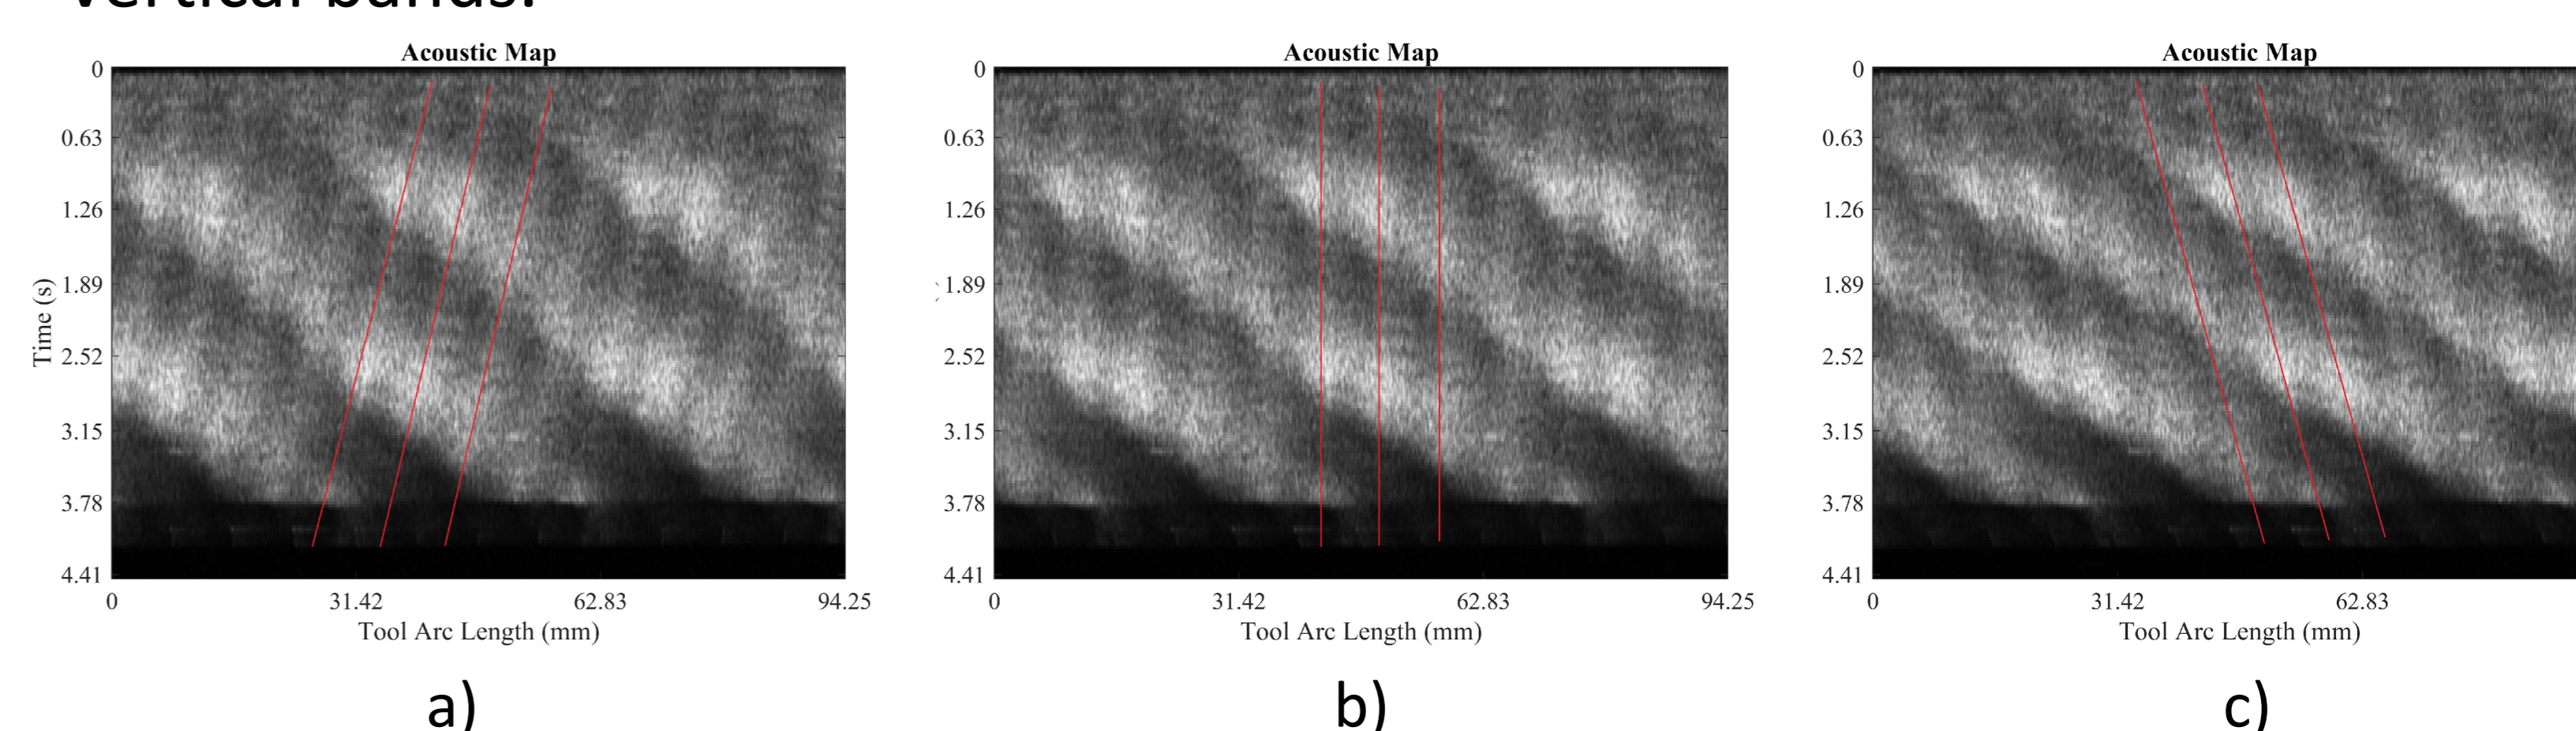 vertical bands.
Acoustic Map
0
0.63
1.26
1.89
2.52
3.15
3.78
4.41
Time (s)
0 31.42 62.83 94.25
Tool Arc Length (mm)
a)
Acoustic Map
0
0.63
1.26
1.89
2.52
3.15
3.78
4.41
0 31.42 62.83 94.25
Tool Arc Length (mm)
b)
Acoustic Map
0
0.63
1.26
1.89
2.52
3.15
3.78
4.41
0 31.42 62.83
Tool Arc Length (mm)
c)